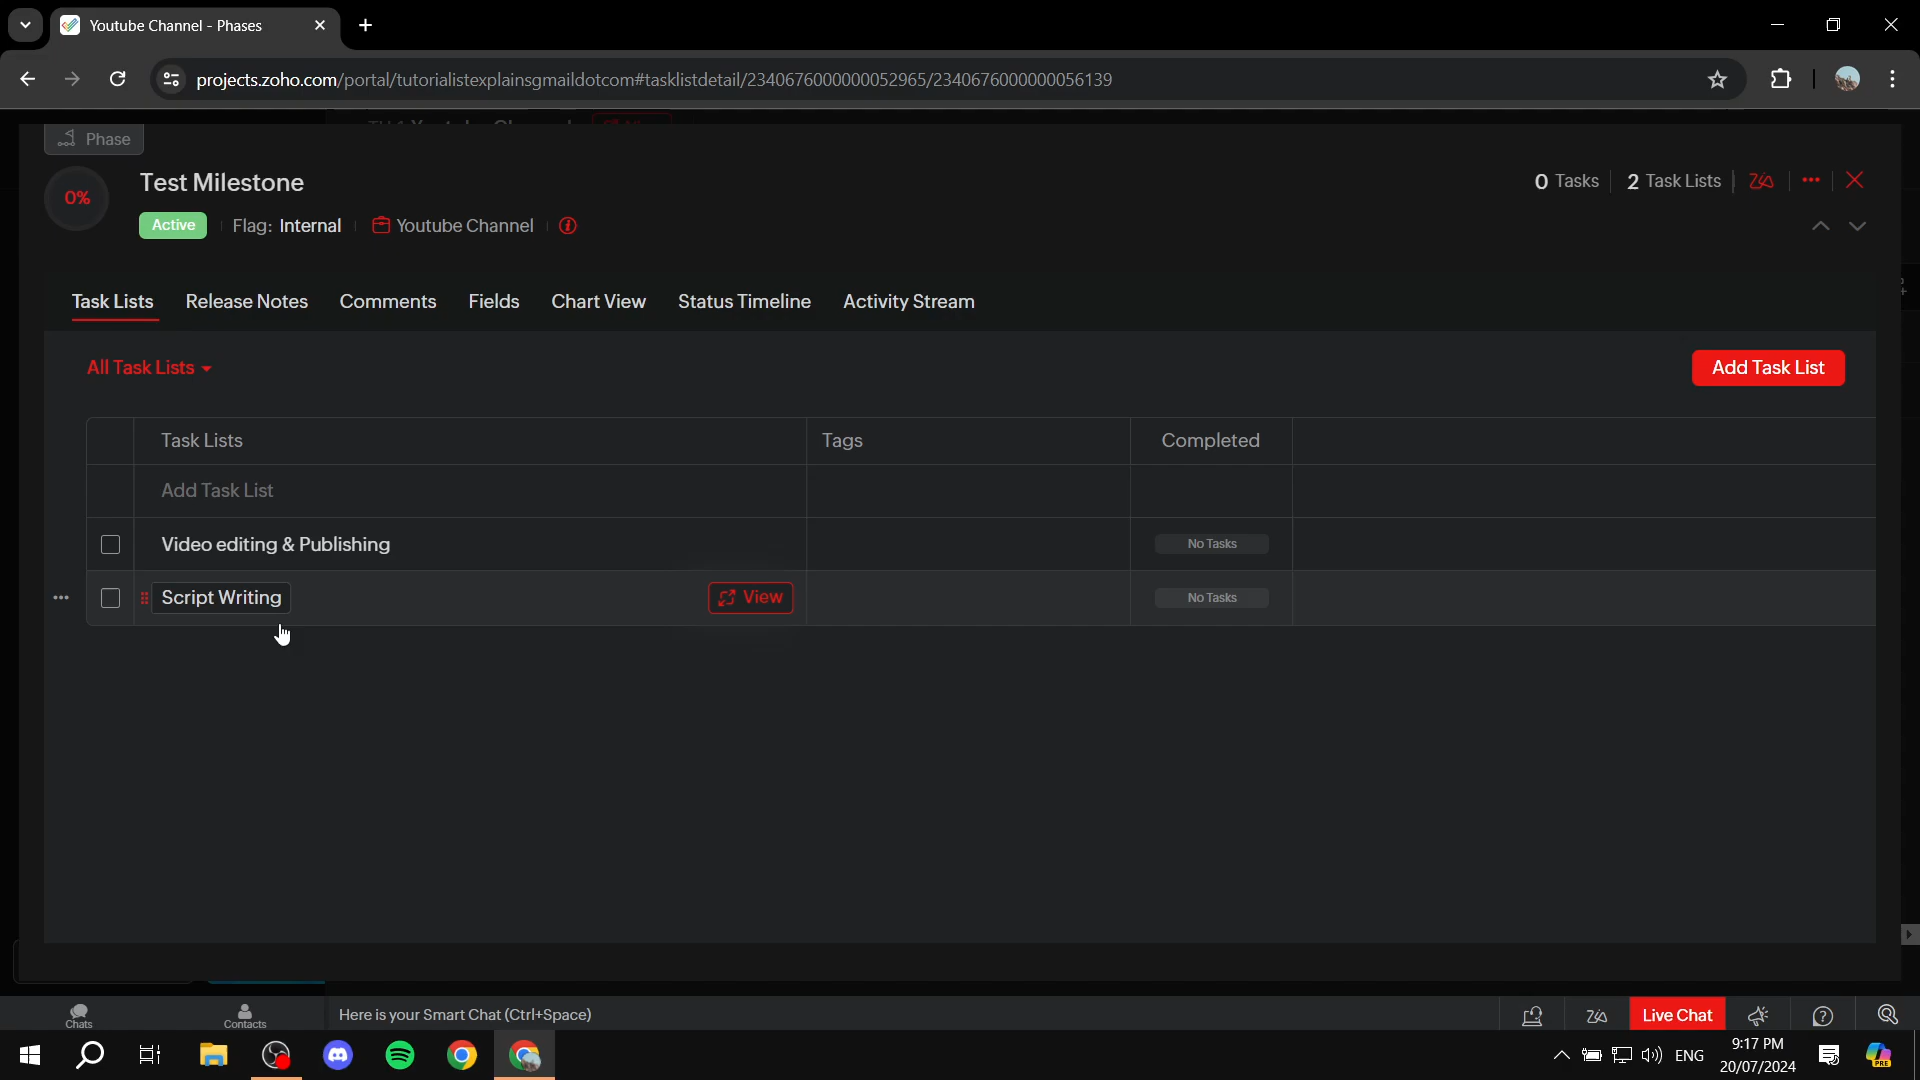 Youtube Channel - Phases
projects.zoho.com/portal/tutorialistexplainsgmaildotcom#tasklistdetail/2340676000000052965/2340676000000056139
Phase
0%
Test Milestone
0 Tasks
2 Task Lists
Active
Flag: Internal
Youtube Channel
Task Lists
Release Notes
Comments
Fields
Chart View
Status Timeline
Activity Stream
All Task Lists
Add Task List
Task Lists
Tags
Completed
Add Task List
Video editing & Publishing
No Tasks
Script Writing
View
No Tasks
Chats
Contacts
Here is your Smart Chat (Ctrl+Space)
Live Chat
ENG
9:17 PM
20/07/2024
PRE